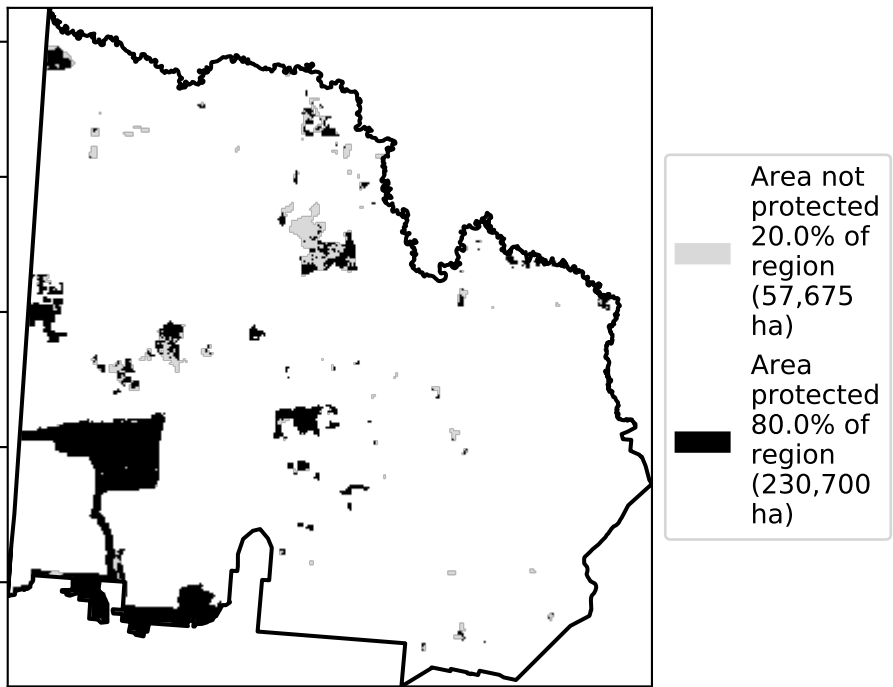 Area not
protected
20.0% of
region
(57,675
ha)
Area
protected
80.0% of
region
(230,700
ha)